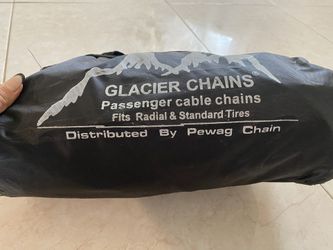 GLACIER CHAINS®
Passenger cable chains
Fits Radial & Standard Tires
Distributed By Pewag Chain